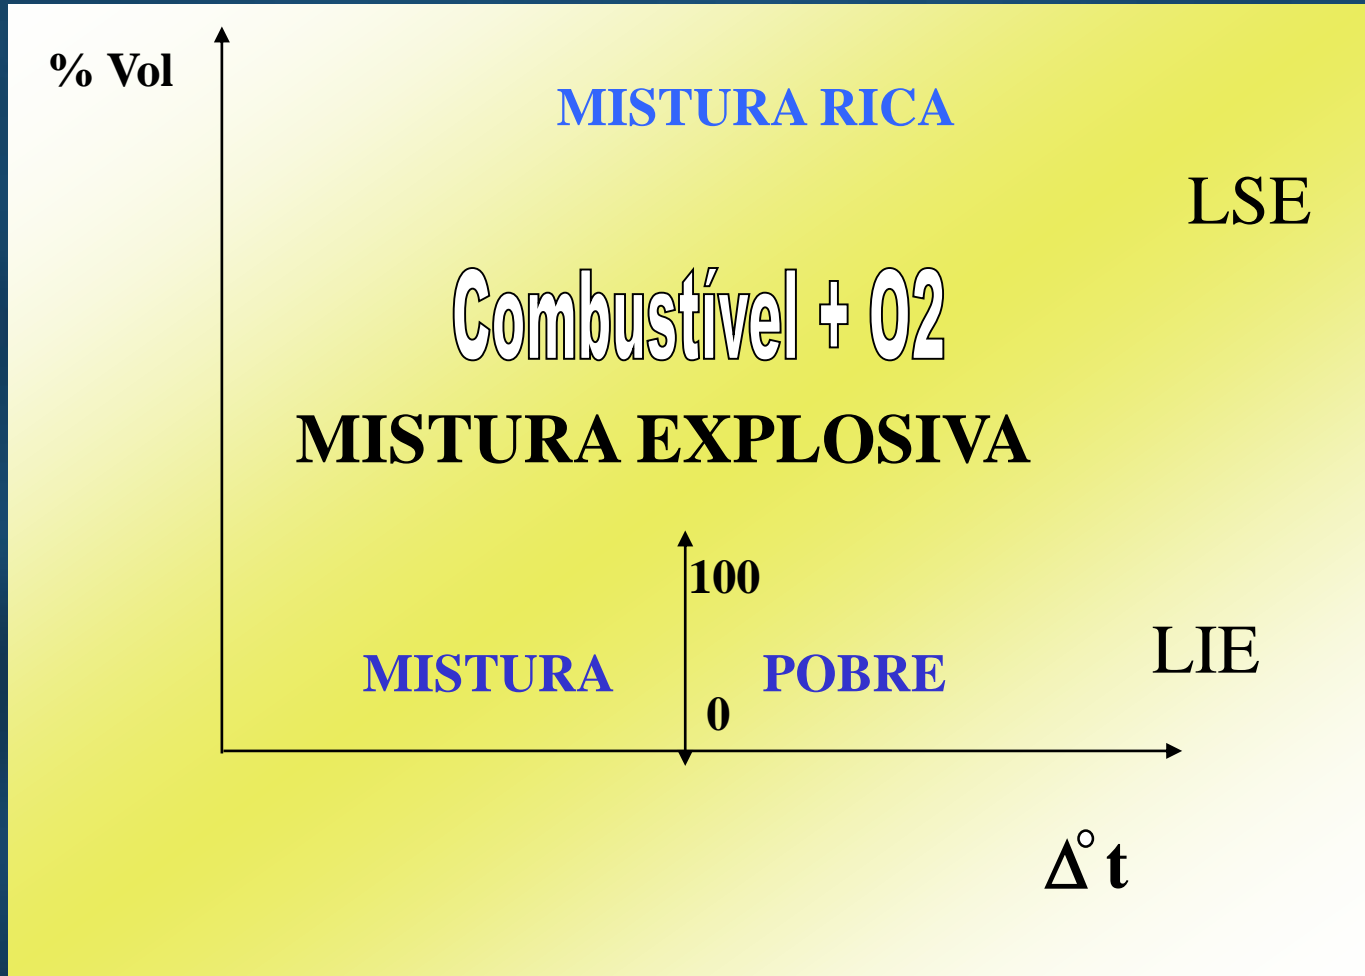 % Vol
MISTURA RICA
LSE
Combustível + O2
MISTURA EXPLOSIVA
100
MISTURA POBRE
LIE
0
Δ° t